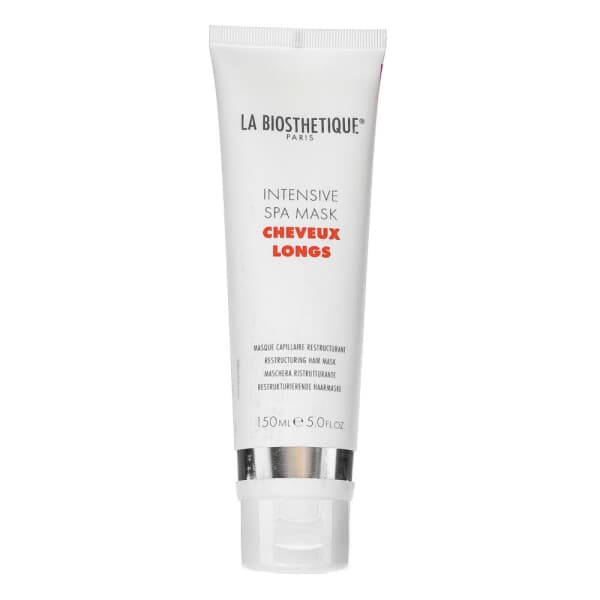 LA BIOSTHETIQUE®
PARIS
INTENSIVE
SPA MASK
CHEVEUX
LONGS
MASQUE CAPILLAIRE RESTRUCTURANT
RESTRUCTURING HAIR MASK
MASCHERA RISTRUTTURANTE
RESTRUKTURIERENDE HAARMASKE
150ML℮5.0FL.OZ.